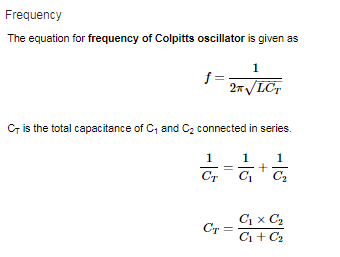 Frequency
The equation for frequency of Colpitts oscillator is given as
f = 1 / 2π√LC_T
C_T is the total capacitance of C_1 and C_2 connected in series.
1/C_T = 1/C_1 + 1/C_2
C_T = C_1 × C_2 / C_1 + C_2